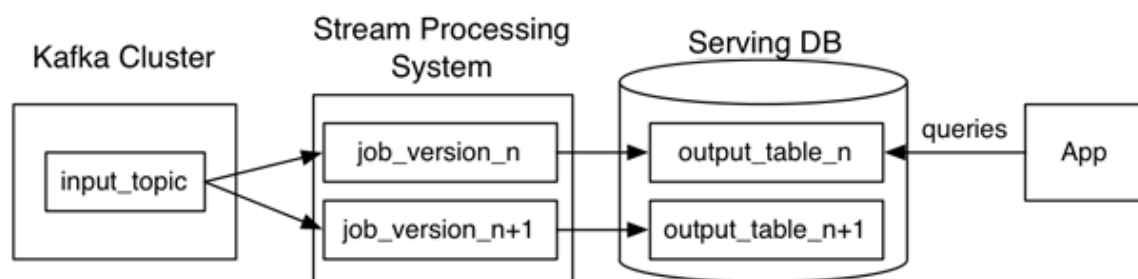 Kafka Cluster
Stream Processing
System
Serving DB
input_topic
job_version_n
job_version_n+1
output_table_n
output_table_n+1
queries
App